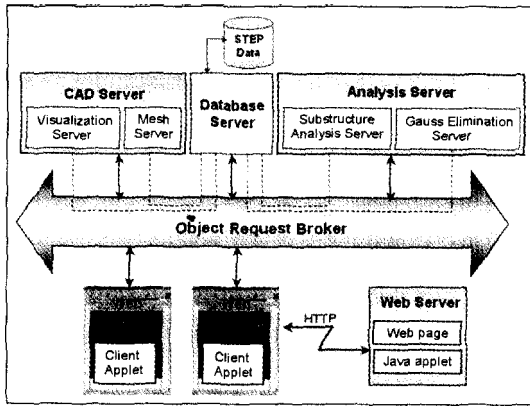 STEP
Data
CAD Server
Visualization
Server
Mesh
Server
Database
Server
Analysis Server
Substructure
Analysis Server
Gauss Elimination
Server
Object Request Broker
Client
Applet
Client
Applet
HTTP
Web Server
Web page
Java applet